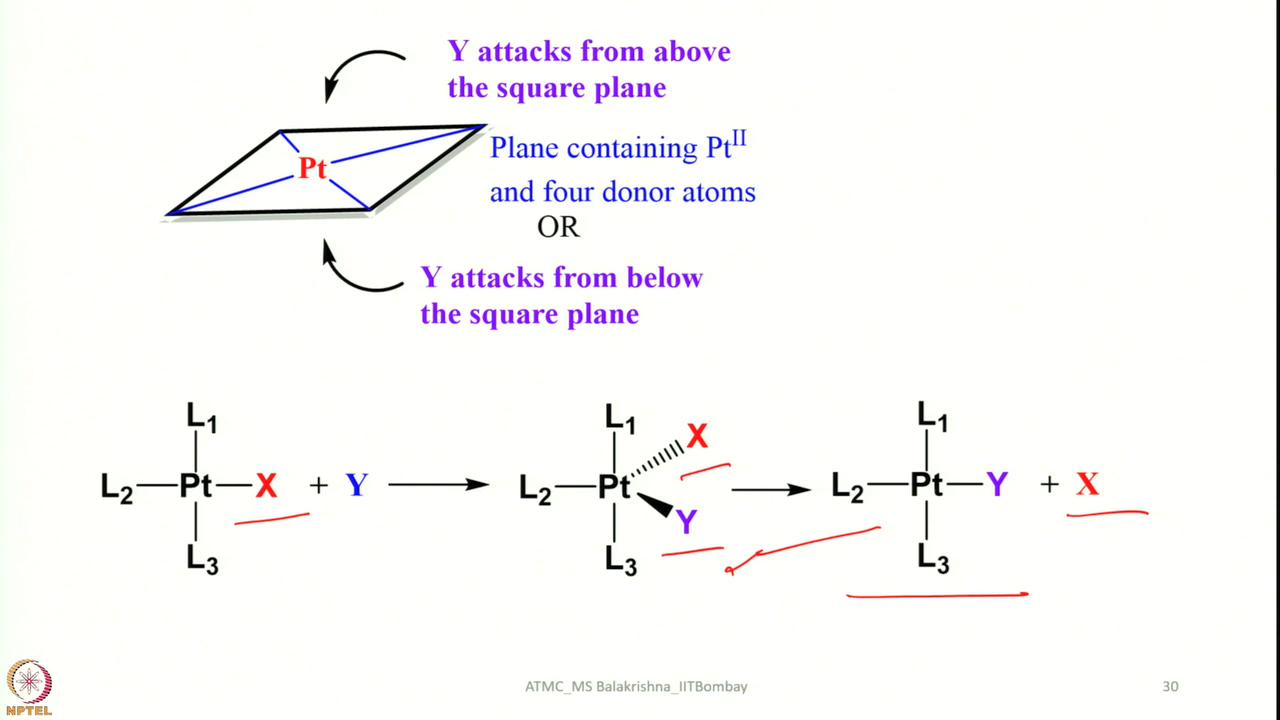 Y attacks from above
the square plane
Pt
Plane containing Pt^II
and four donor atoms
OR
Y attacks from below
the square plane
L₁
L₂—Pt—X + Y
L₃
L₁
X
L₂—Pt
Y
L₃
L₁
L₂—Pt—Y + X
L₃
NPTEL
ATMC_MS Balakrishna_IITBombay
30